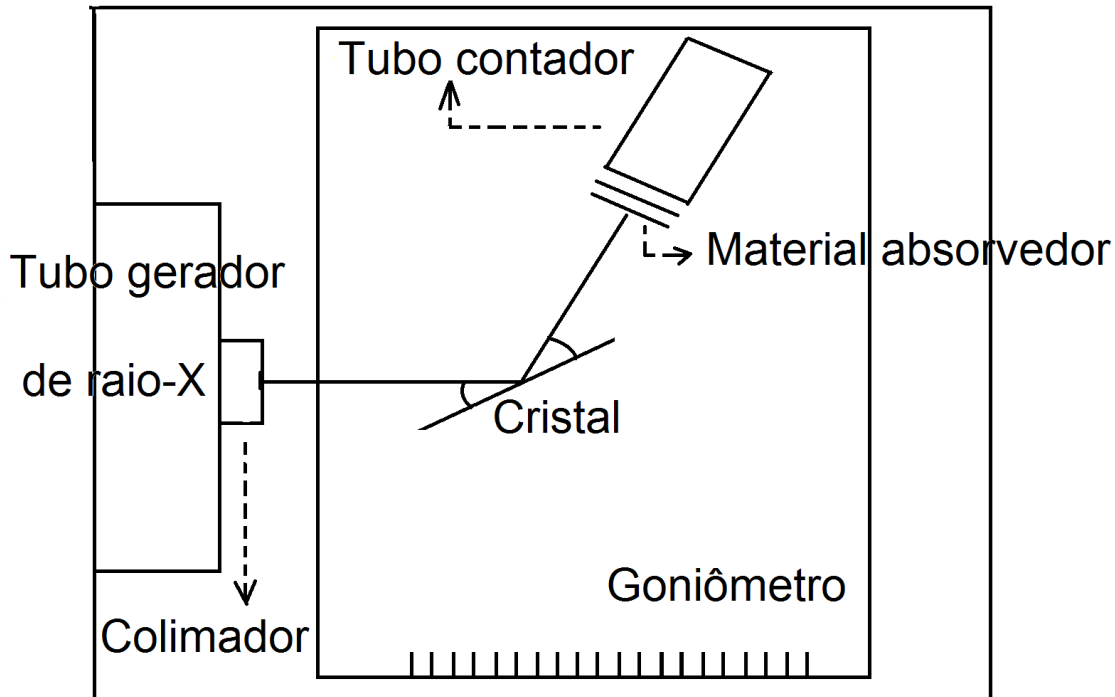 Tubo contador
Material absorvedor
Tubo gerador
de raio-X
Cristal
Goniômetro
Colimador